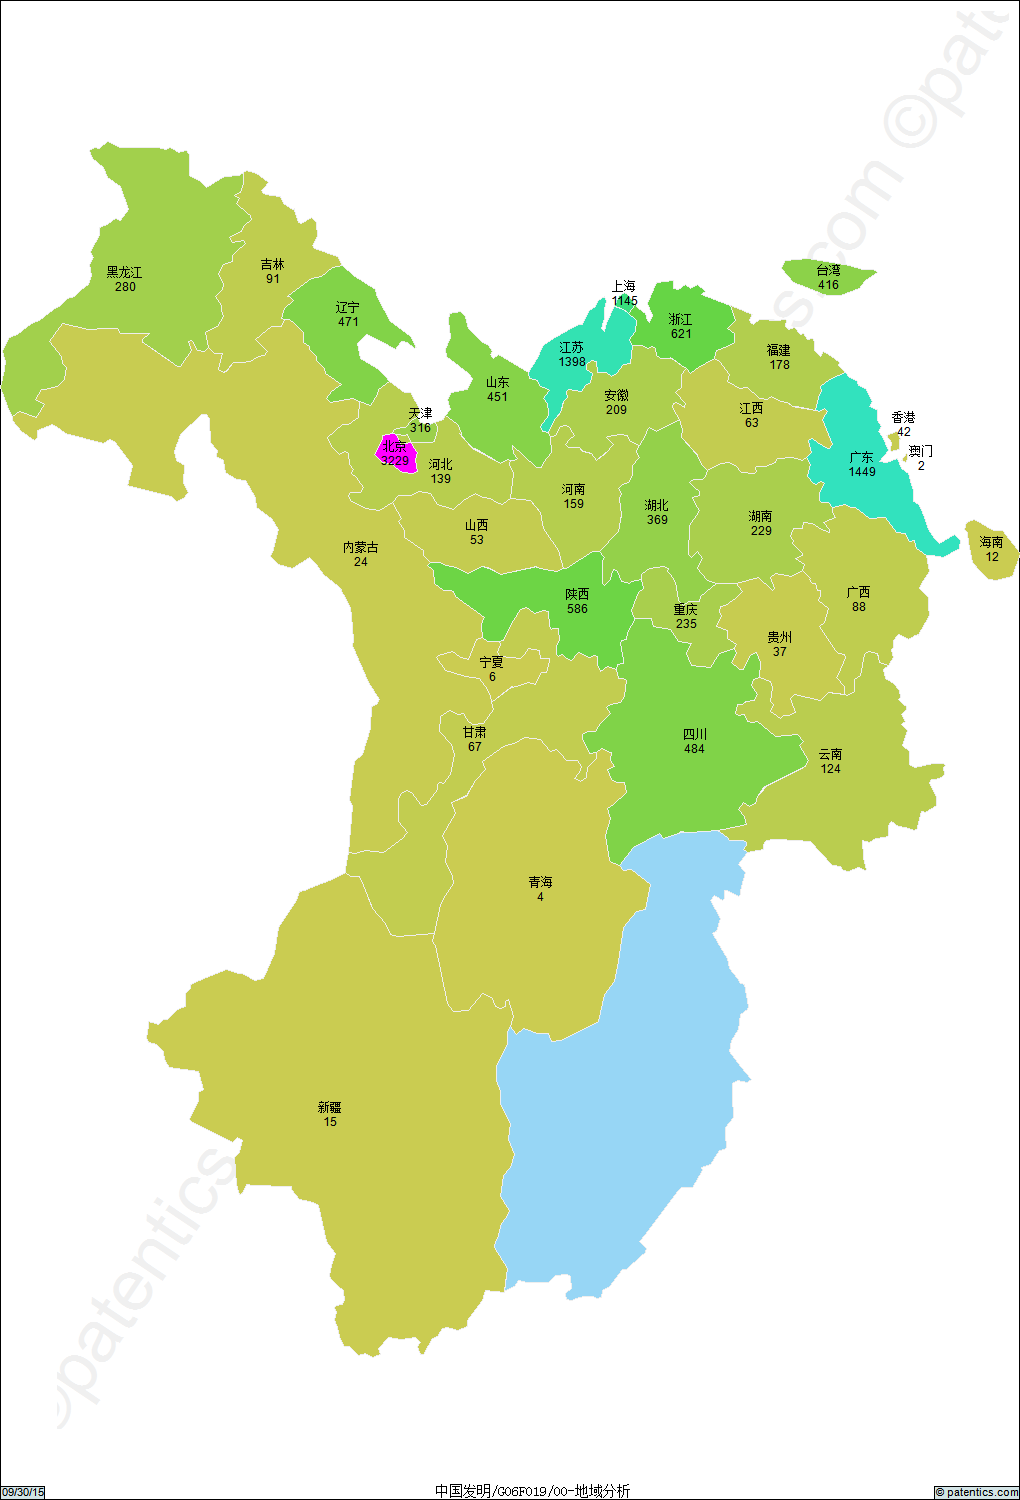 ©patentics.com ©patentics.com
黑龙江
280
吉林
91
辽宁
471
上海
1145
浙江
621
台湾
416
江苏
1398
福建
178
山东
451
安徽
209
江西
63
天津
316
香港
42
北京
3229
河北
139
广东
1449
澳门
2
河南
159
湖北
369
湖南
229
山西
53
内蒙古
24
海南
12
陕西
586
重庆
235
广西
88
贵州
37
宁夏
6
甘肃
67
四川
484
云南
124
青海
4
新疆
15
09/30/15
中国发明/G06F019/00-地域分析
© patentics.com